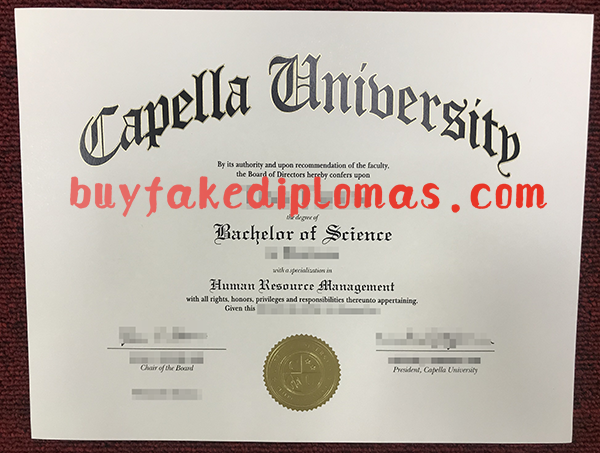 Capella University
By its authority and upon recommendation of the faculty,
the Board of Directors hereby confers upon
buyfakediplomas.com
the degree of
Bachelor of Science
with a specialization in
Human Resource Management
with all rights, honors, privileges and responsibilities thereunto appertaining.
Given this
Chair of the Board
President, Capella University